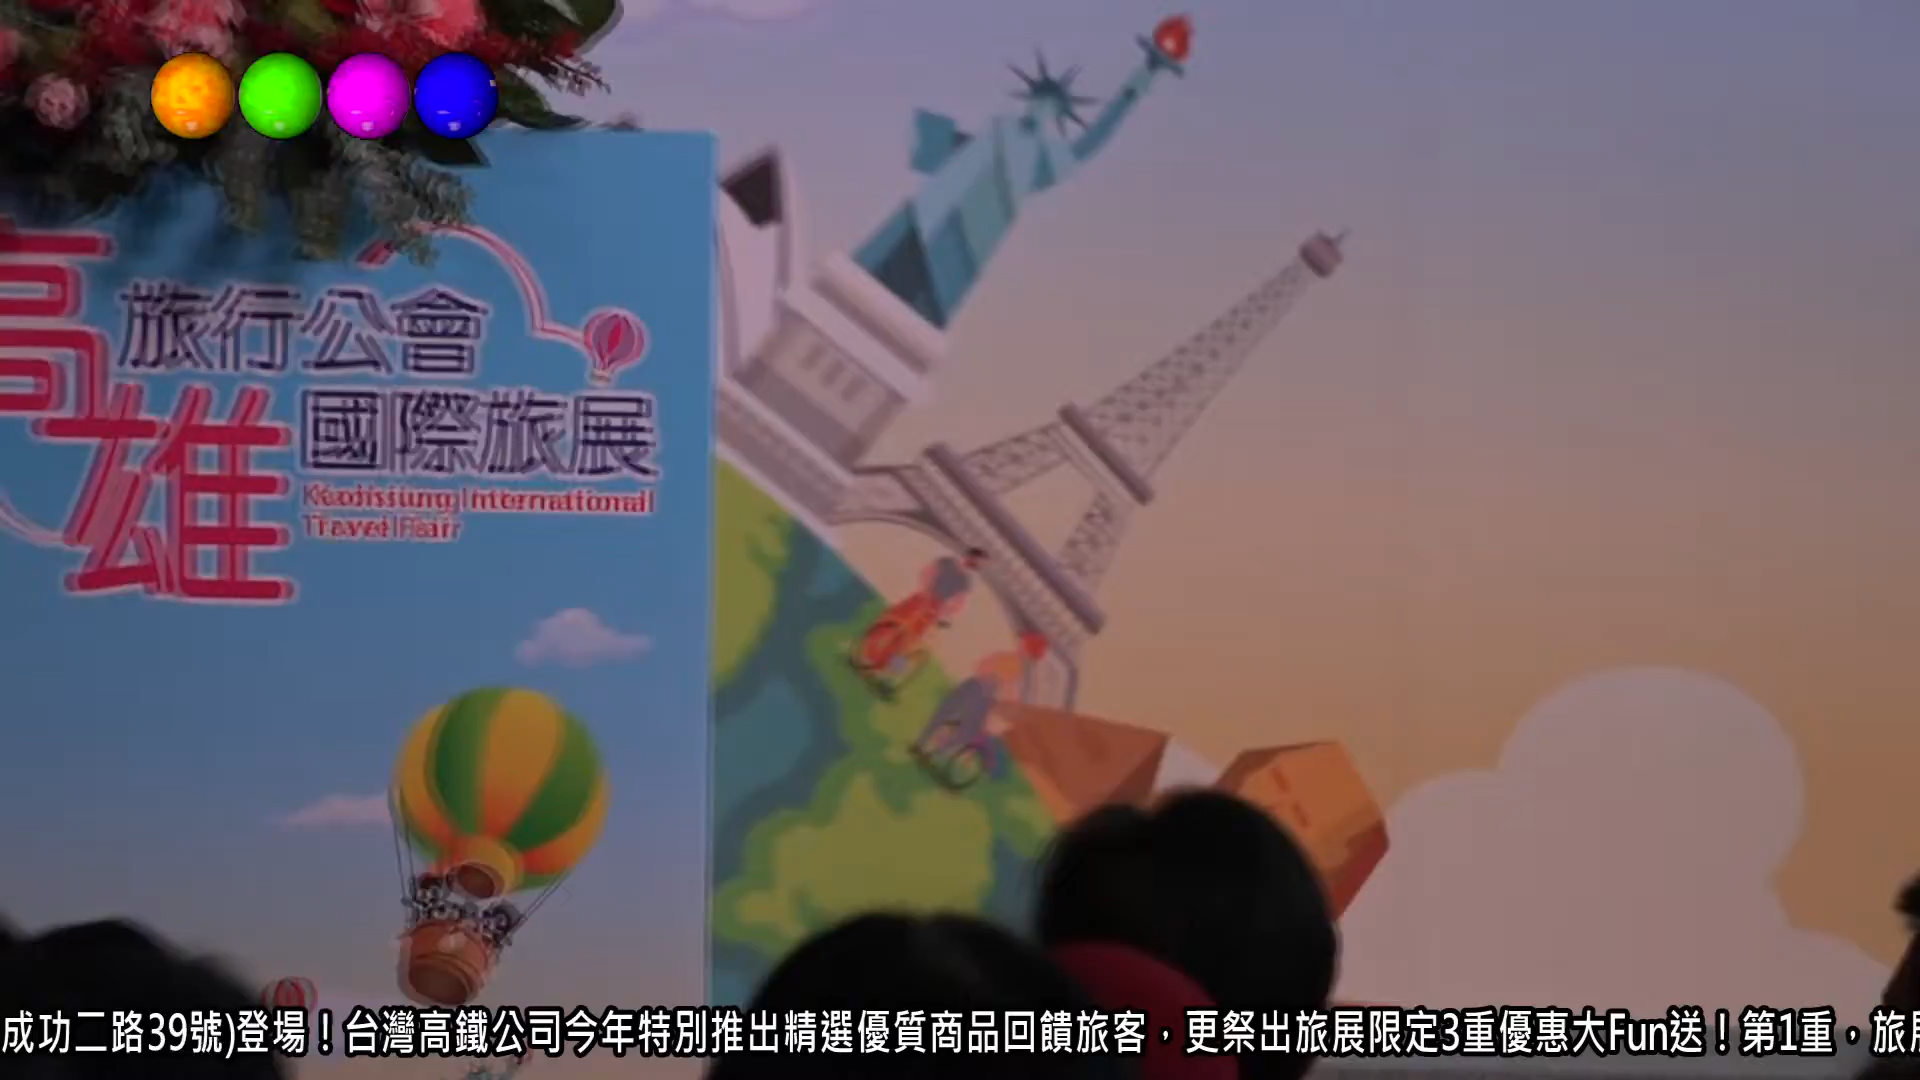 高雄
旅行公會
國際旅展
Kaohsiung International
Travel Fair
成功二路39號)登場！台灣高鐵公司今年特別推出精選優質商品回饋旅客，更祭出旅展限定3重優惠大Fun送！第1重，旅展